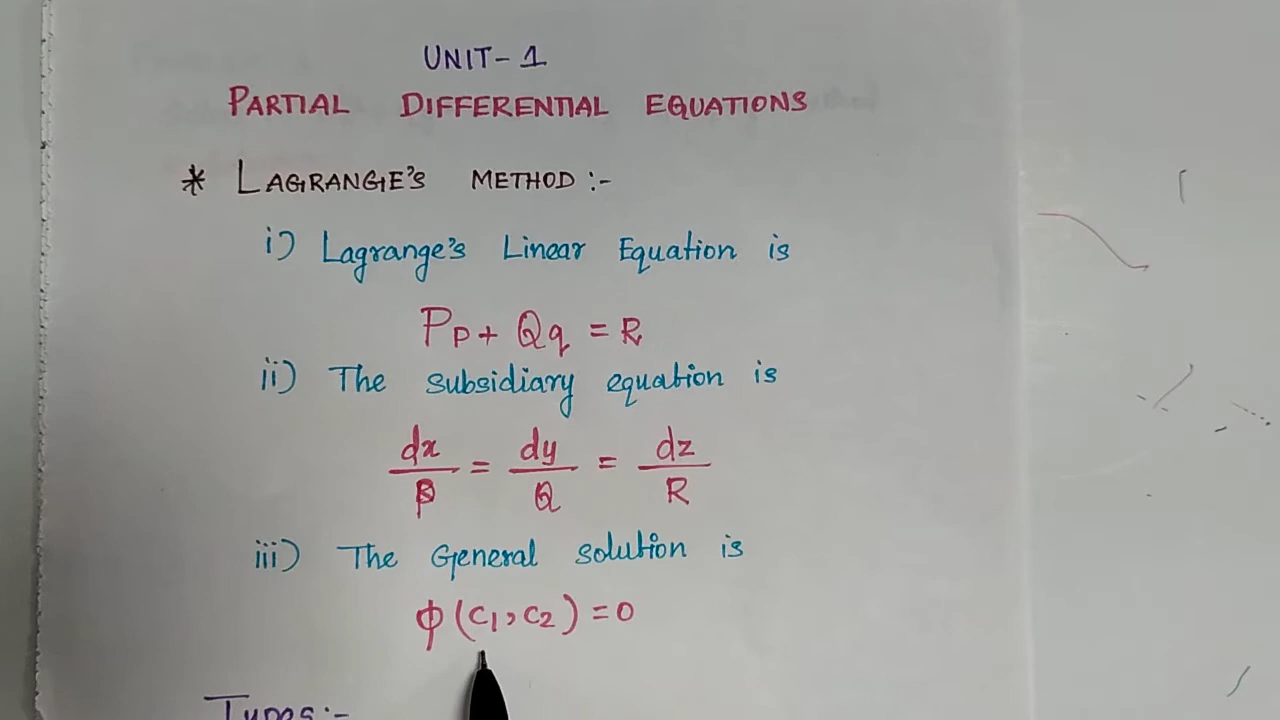 UNIT-1
PARTIAL DIFFERENTIAL EQUATIONS
* LAGRANGE'S METHOD :-
i) Lagrange's Linear Equation is
Pp + Qq = R
ii) The subsidiary equation is
dx/P = dy/Q = dz/R
iii) The General solution is
ϕ(c₁, c₂) = 0
Types:-